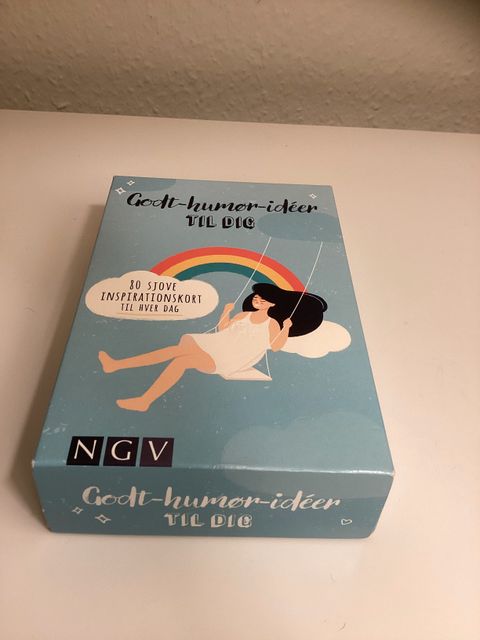 Godt-humør-idéer
TIL DIG
80 SJOVE
INSPIRATIONSKORT
TIL HVER DAG
NGV
Godt-humør-idéer
TIL DIG